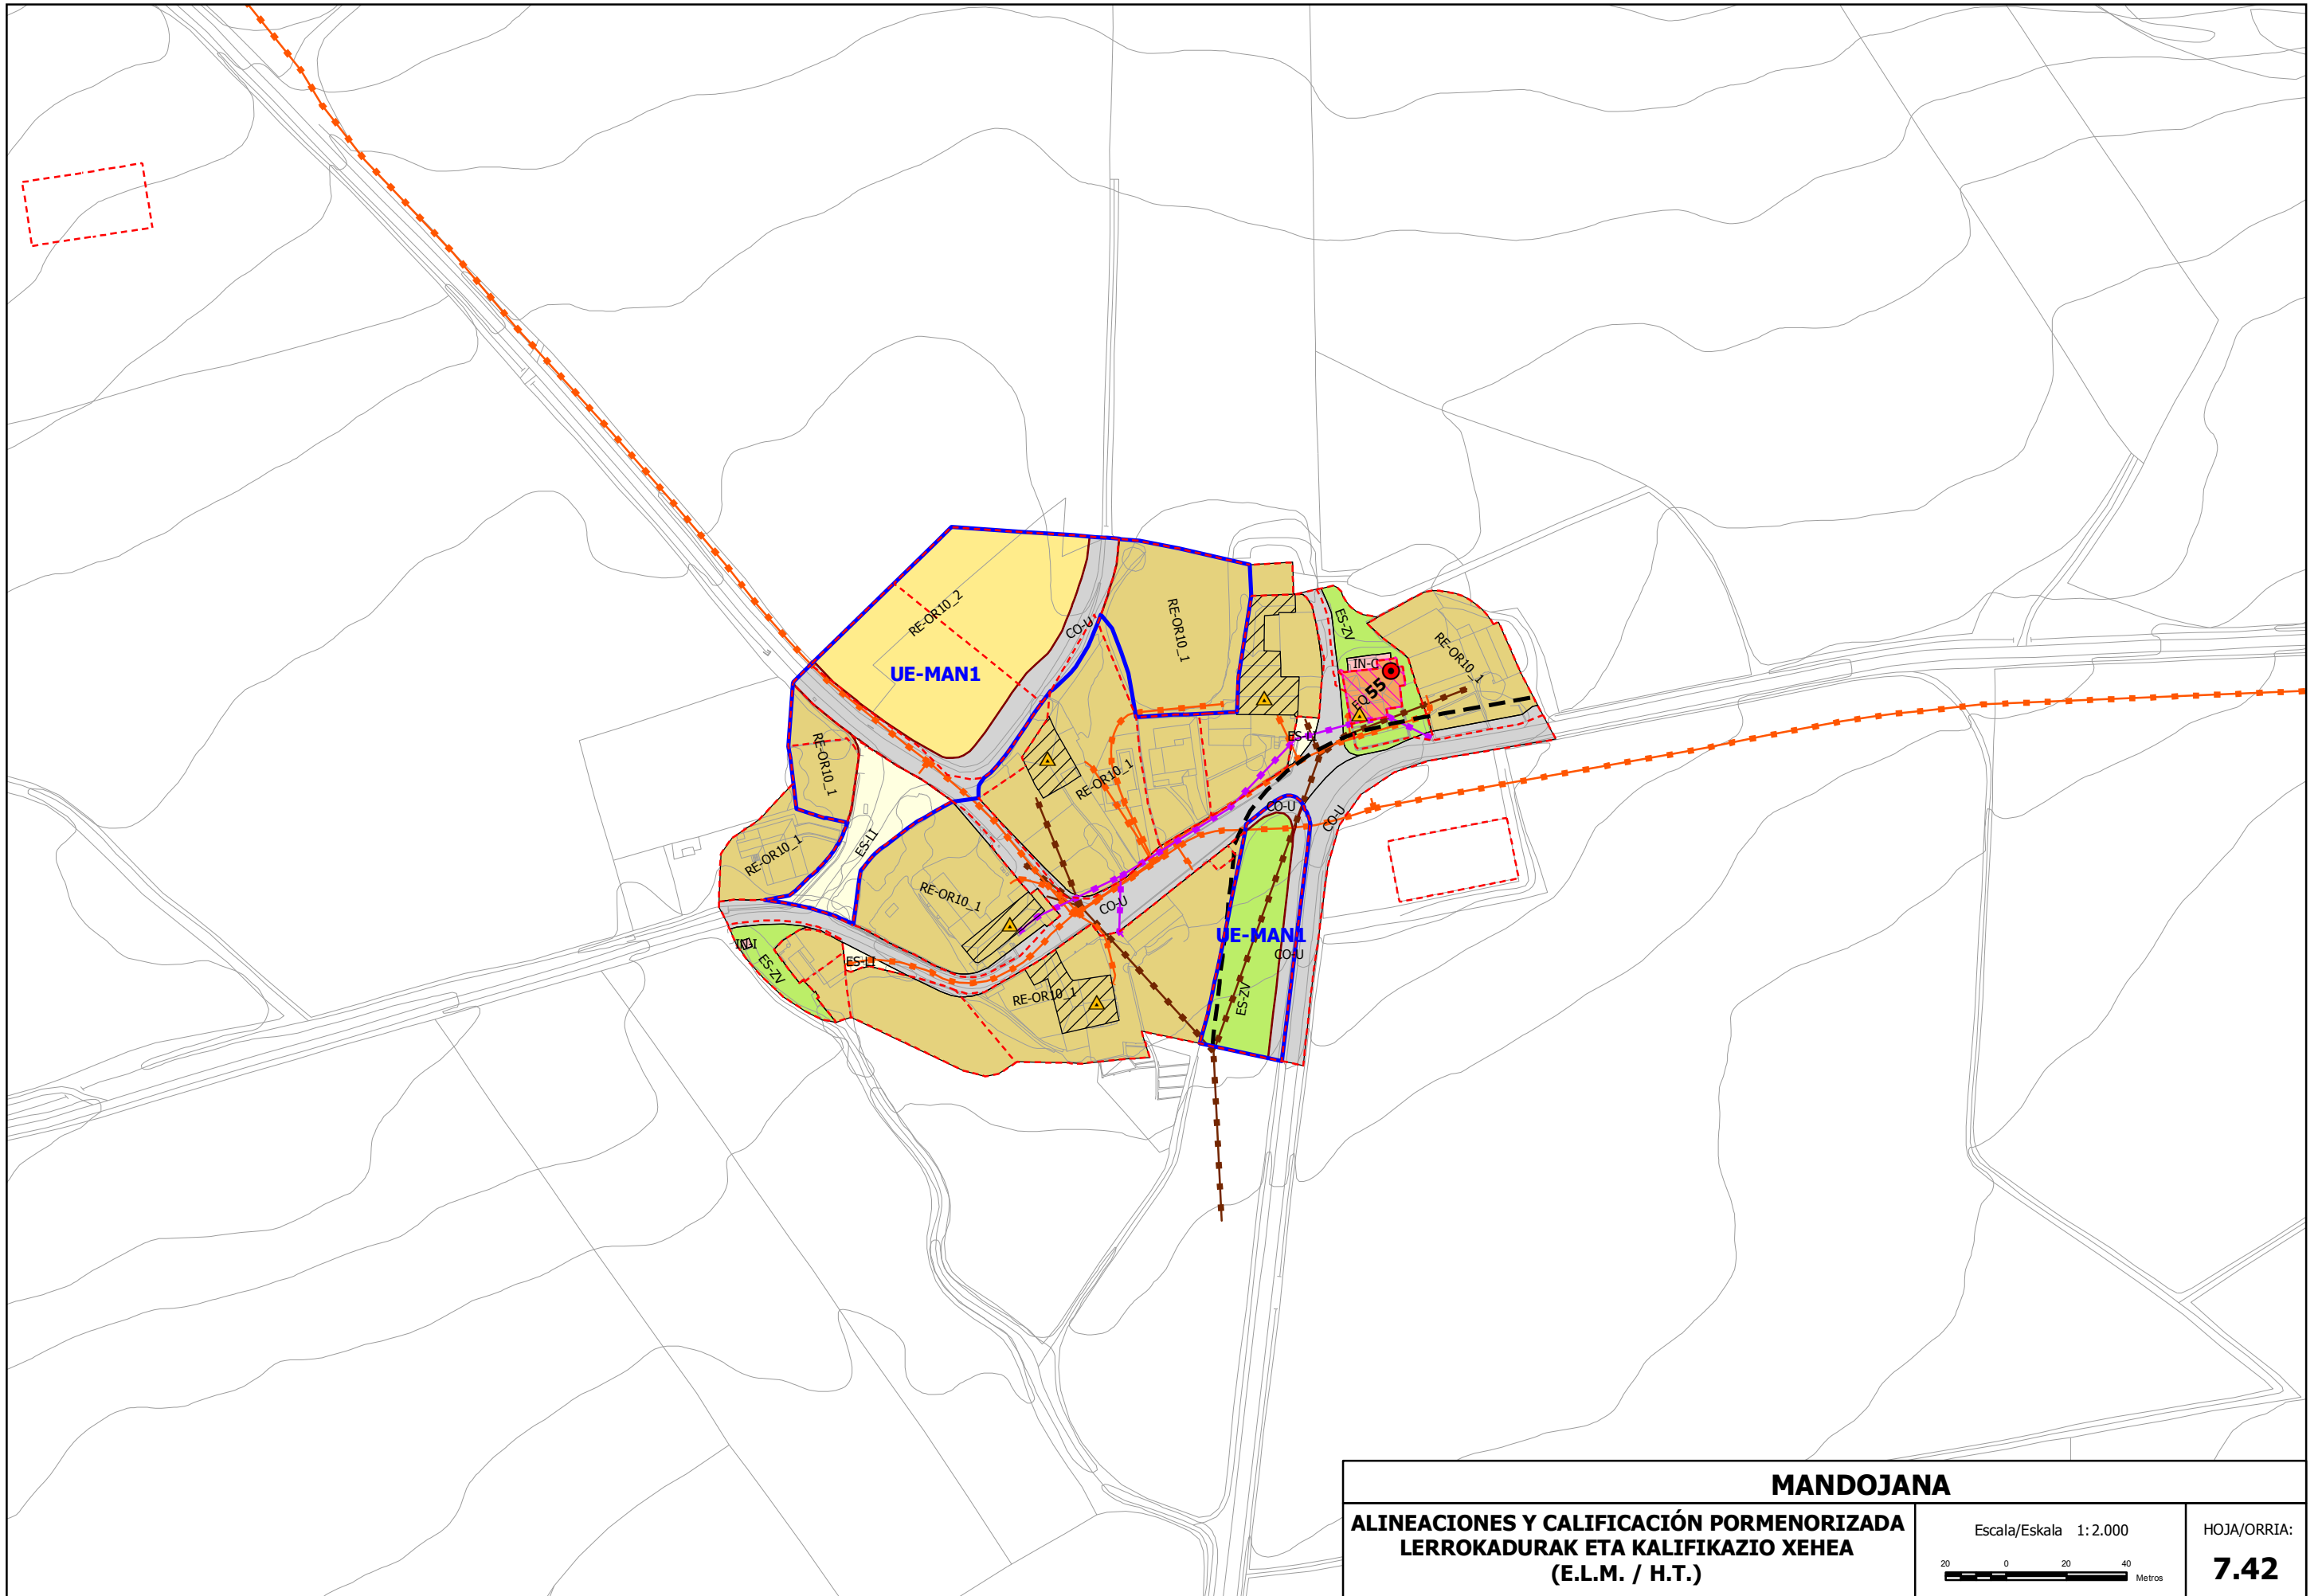 RE-OR10_2
CO-U
RE-OR10_1
ES-ZV
RE-OR10_1
UE-MAN1
IN-C
EQ
55
RE-OR10_1
ES-LI
RE-OR10_1
CO-U
CO-U
ES-LI
RE-OR10_1
RE-OR10_1
CO-U
UE-MAN1
ES-ZV
ES-LI
CO-U
RE-OR10_1
ES-ZV
MANDOJANA
ALINEACIONES Y CALIFICACIÓN PORMENORIZADA
LERROKADURAK ETA KALIFIKAZIO XEHEA
(E.L.M. / H.T.)
Escala/Eskala 1:2.000
20 0 20 40
Metros
HOJA/ORRIA:
7.42